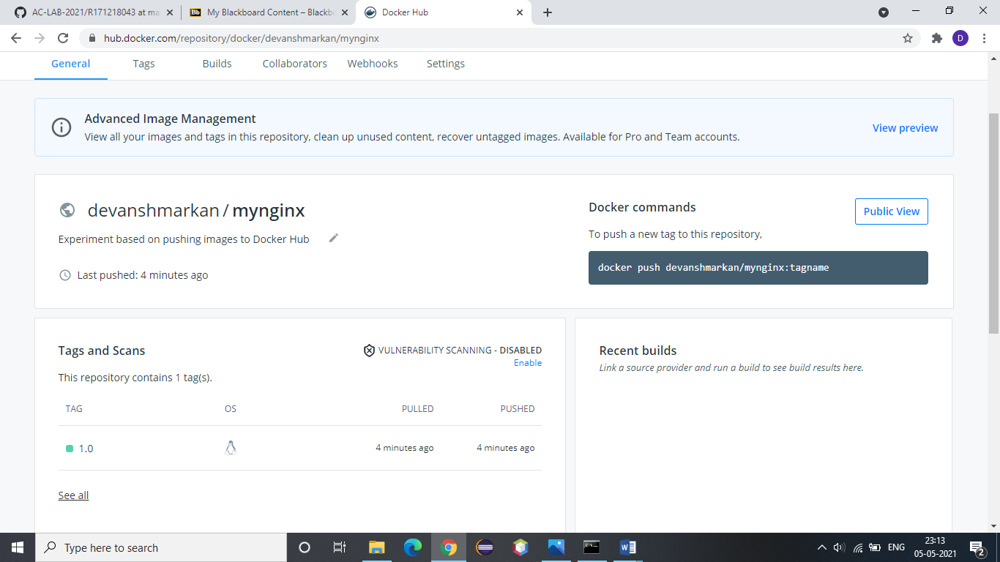 AC-LAB-2021/R171218043 at ma
My Blackboard Content – Blackbo
Docker Hub
hub.docker.com/repository/docker/devanshmarkan/mynginx
D
General Tags Builds Collaborators Webhooks Settings
Advanced Image Management
View all your images and tags in this repository, clean up unused content, recover untagged images. Available for Pro and Team accounts.
View preview
devanshmarkan / mynginx
Experiment based on pushing images to Docker Hub
Last pushed: 4 minutes ago
Docker commands
Public View
To push a new tag to this repository,
docker push devanshmarkan/mynginx:tagname
Tags and Scans
VULNERABILITY SCANNING - DISABLED
Enable
This repository contains 1 tag(s).
TAG OS PULLED PUSHED
1.0 4 minutes ago 4 minutes ago
See all
Recent builds
Link a source provider and run a build to see build results here.
Type here to search
ENG
23:13
05-05-2021
2